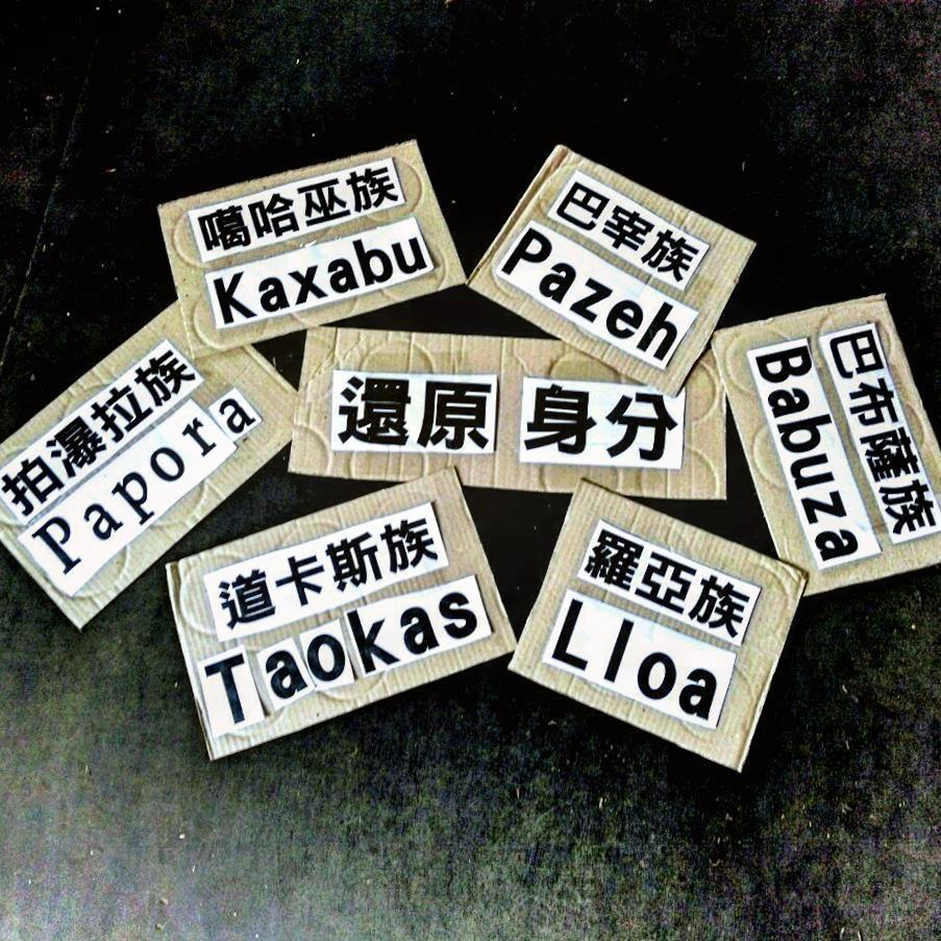 噶哈巫族
Kaxabu
巴宰族
Pazeh
拍瀑拉族
Papora
還原 身分
巴布薩族
Babuza
道卡斯族
Taokas
羅亞族
Lloa